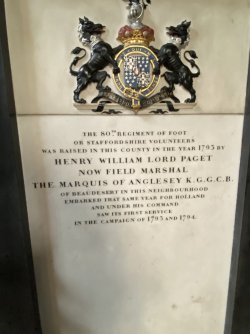 THE 80TH REGIMENT OF FOOT
OR STAFFORDSHIRE VOLUNTEERS
WAS RAISED IN THIS COUNTY IN THE YEAR 1793 BY
HENRY WILLIAM LORD PAGET
NOW FIELD MARSHAL
THE MARQUIS OF ANGLESEY K.G.G.C.B.
OF BEAUDESERT IN THIS NEIGHBOURHOOD
EMBARKED THAT SAME YEAR FOR HOLLAND
AND UNDER HIS COMMAND
SAW ITS FIRST SERVICE
IN THE CAMPAIGN OF 1793 AND 1794.